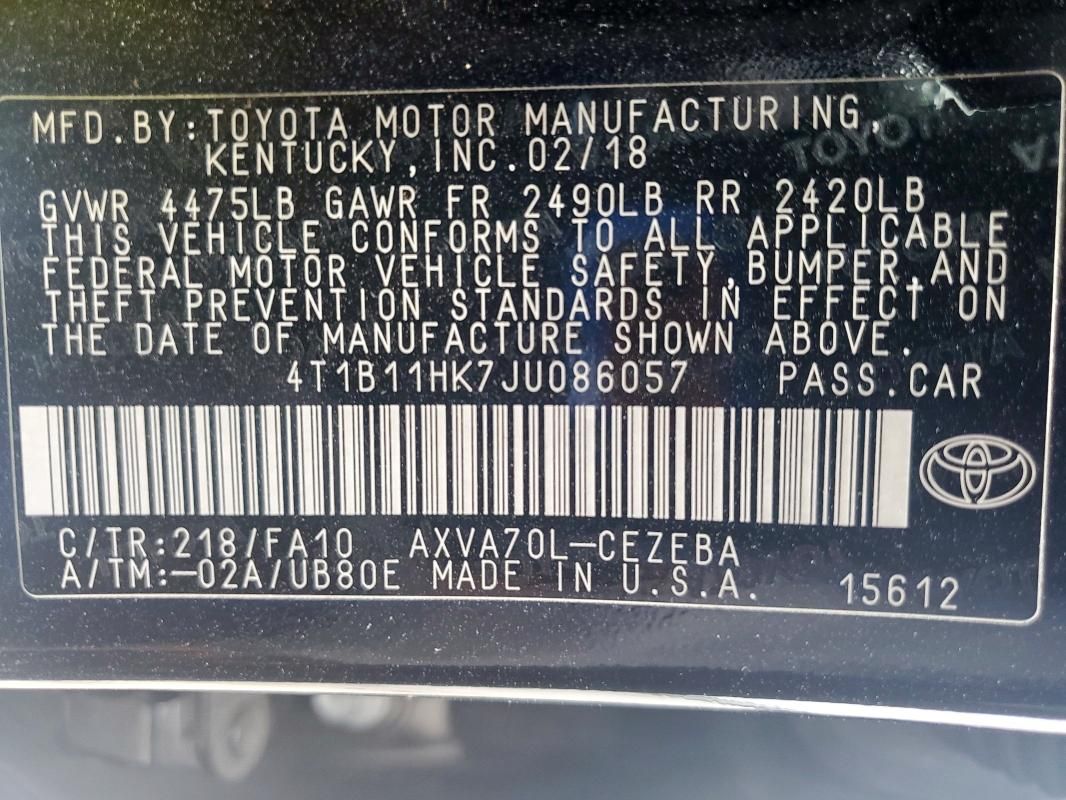 MFD.BY:TOYOTA MOTOR MANUFACTURING,
KENTUCKY,INC.02/18
GVWR 4475LB GAWR FR 2490LB RR 2420LB
THIS VEHICLE CONFORMS TO ALL APPLICABLE
FEDERAL MOTOR VEHICLE SAFETY,BUMPER,AND
THEFT PREVENTION STANDARDS IN EFFECT ON
THE DATE OF MANUFACTURE SHOWN ABOVE.
4T1B11HK7JU086057 PASS.CAR
C/TR:218/FA10 AXVA70L-CEZEBA
A/TM:-02A/UB80E MADE IN U.S.A. 15612
TOYOTA